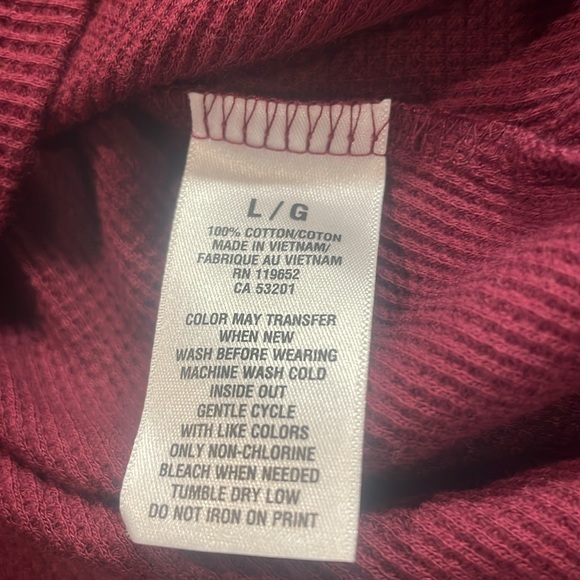 L / G
100% COTTON/COTON
MADE IN VIETNAM/
FABRIQUE AU VIETNAM
RN 119652
CA 53201
COLOR MAY TRANSFER
WHEN NEW
WASH BEFORE WEARING
MACHINE WASH COLD
INSIDE OUT
GENTLE CYCLE
WITH LIKE COLORS
ONLY NON-CHLORINE
BLEACH WHEN NEEDED
TUMBLE DRY LOW
DO NOT IRON ON PRINT